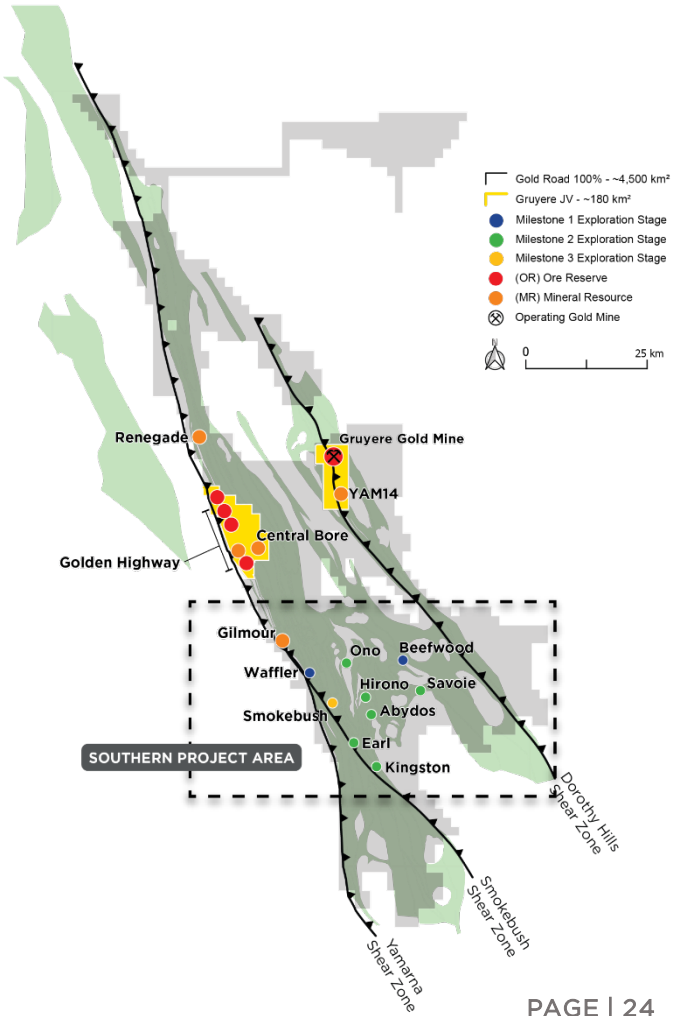 Gold Road 100% - ~4,500 km²
Gruyere JV - ~180 km²
Milestone 1 Exploration Stage
Milestone 2 Exploration Stage
Milestone 3 Exploration Stage
(OR) Ore Reserve
(MR) Mineral Resource
Operating Gold Mine
N
0
25 km
Renegade
Gruyere Gold Mine
YAM14
Central Bore
Golden Highway
Gilmour
Ono
Beefwood
Waffler
Hirono
Savoie
Smokebush
Abydos
Earl
SOUTHERN PROJECT AREA
Kingston
Dorothy Hills
Shear Zone
Smokebush
Shear Zone
Yamarna
Shear Zone
PAGE | 24